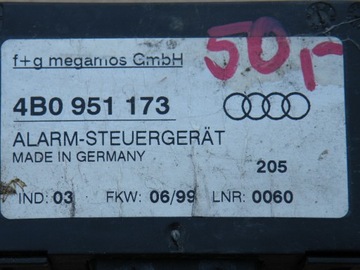 f+g megamos GmbH
50,-
4B0 951 173
ALARM-STEUERGERÄT
MADE IN GERMANY
205
IND: 03 FKW: 06/99 LNR: 0060